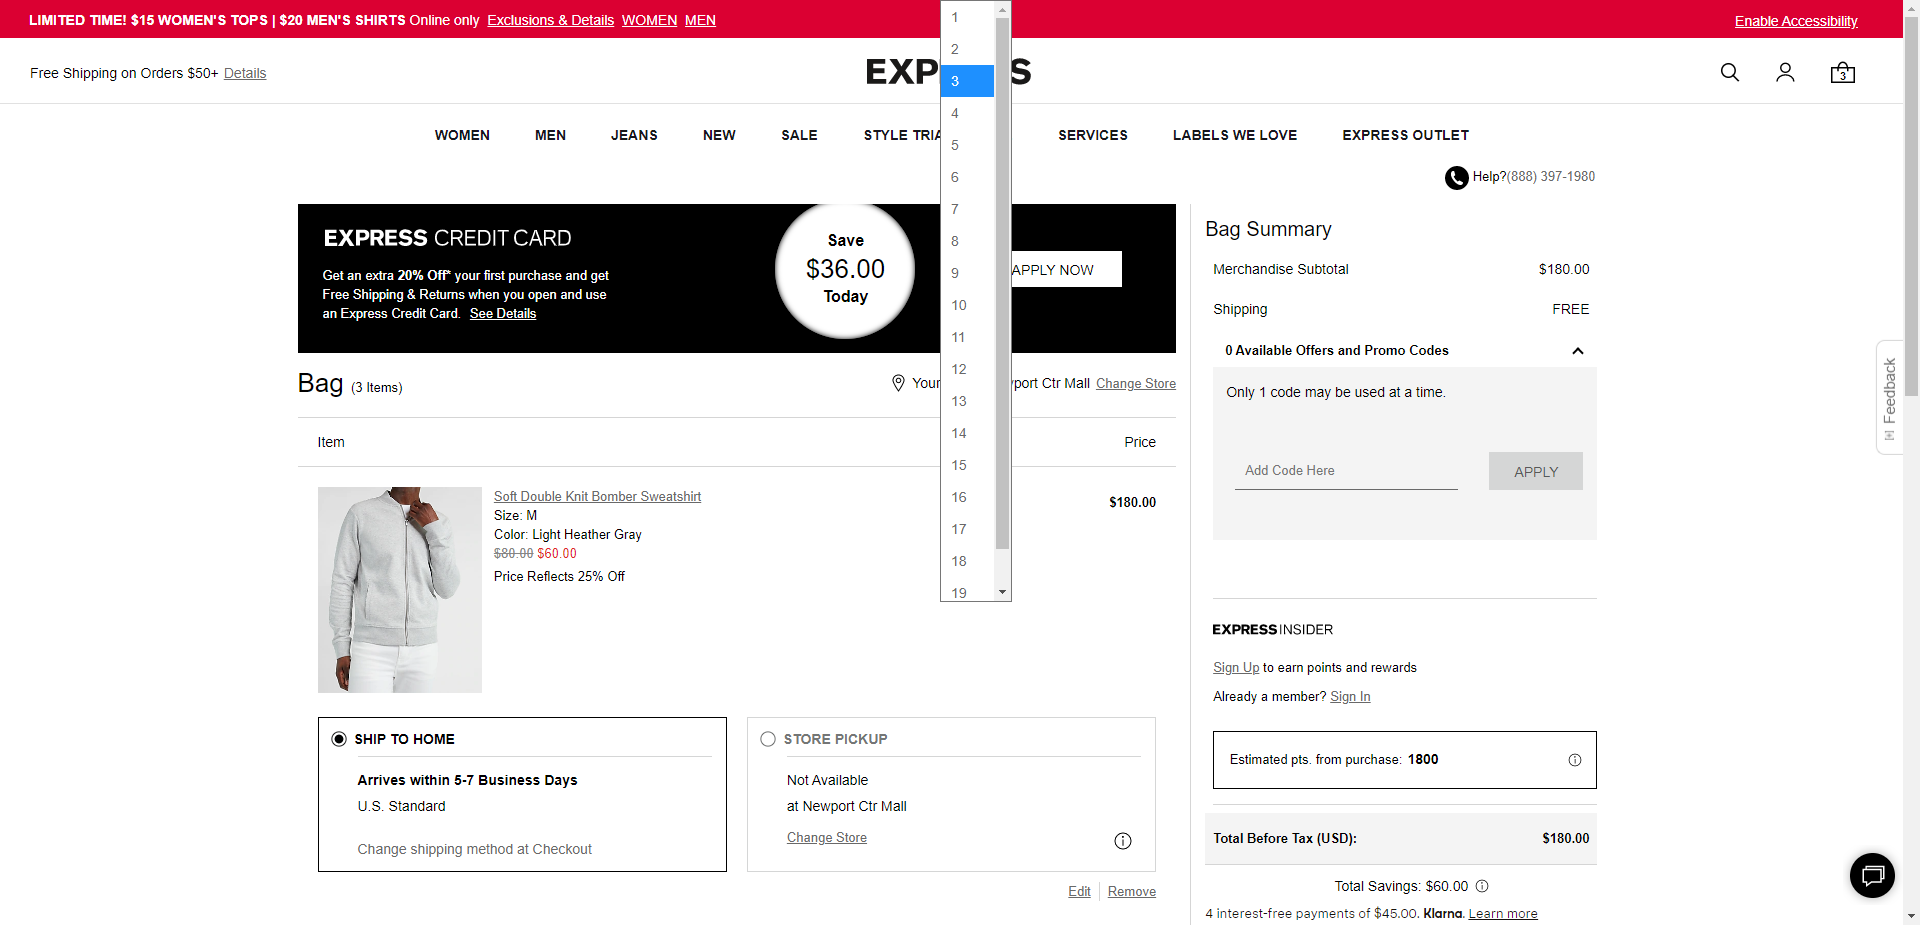 LIMITED TIME! $15 WOMEN'S TOPS | $20 MEN'S SHIRTS Online only Exclusions & Details WOMEN MEN
Enable Accessibility
Free Shipping on Orders $50+ Details
EXP S
3
WOMEN MEN JEANS NEW SALE STYLE TRIA SERVICES LABELS WE LOVE EXPRESS OUTLET
Help?(888) 397-1980
1
2
3
4
5
6
7
8
9
10
11
12
13
14
15
16
17
18
19
EXPRESS CREDIT CARD
Get an extra 20% Off* your first purchase and get
Free Shipping & Returns when you open and use
an Express Credit Card. See Details
Save
$36.00
Today
APPLY NOW
Bag (3 Items)
Your port Ctr Mall Change Store
Item
Price
Soft Double Knit Bomber Sweatshirt
Size: M
Color: Light Heather Gray
$80.00 $60.00
Price Reflects 25% Off
$180.00
SHIP TO HOME
Arrives within 5-7 Business Days
U.S. Standard
Change shipping method at Checkout
STORE PICKUP
Not Available
at Newport Ctr Mall
Change Store
Edit
Remove
Bag Summary
Merchandise Subtotal $180.00
Shipping FREE
0 Available Offers and Promo Codes
Only 1 code may be used at a time.
Add Code Here
APPLY
EXPRESS INSIDER
Sign Up to earn points and rewards
Already a member? Sign In
Estimated pts. from purchase: 1800
Total Before Tax (USD): $180.00
Total Savings: $60.00
4 interest-free payments of $45.00. Klarna. Learn more
Feedback